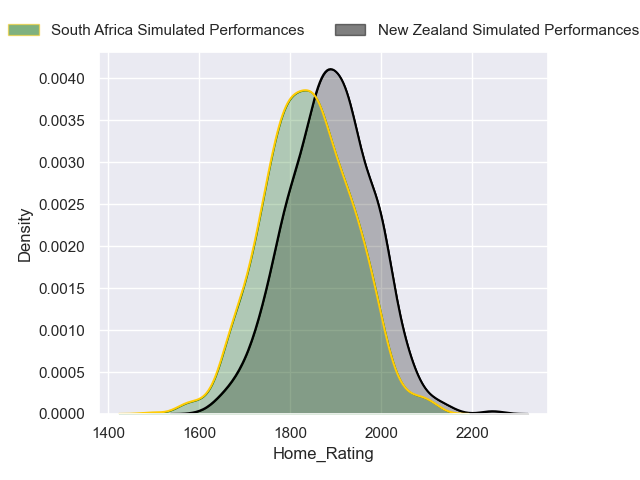 South Africa Simulated Performances New Zealand Simulated Performances
0.0040
0.0035
0.0030
0.0025
0.0020
0.0015
0.0010
0.0005
0.0000
Density
1400 1600 1800 2000 2200
Home_Rating